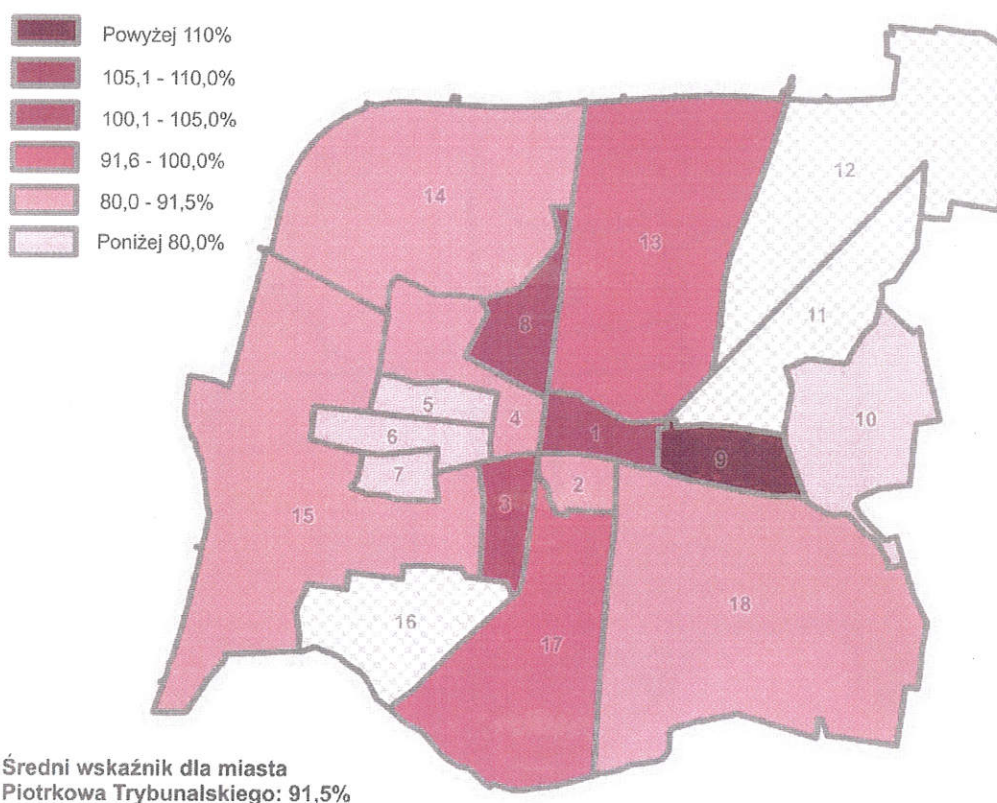 Powyżej 110%
105,1 - 110,0%
100,1 - 105,0%
91,6 - 100,0%
80,0 - 91,5%
Poniżej 80,0%
12
14
13
11
8
5
4
10
6
1
9
7
2
3
15
18
16
17
Średni wskaźnik dla miasta
Piotrkowa Trybunalskiego: 91,5%